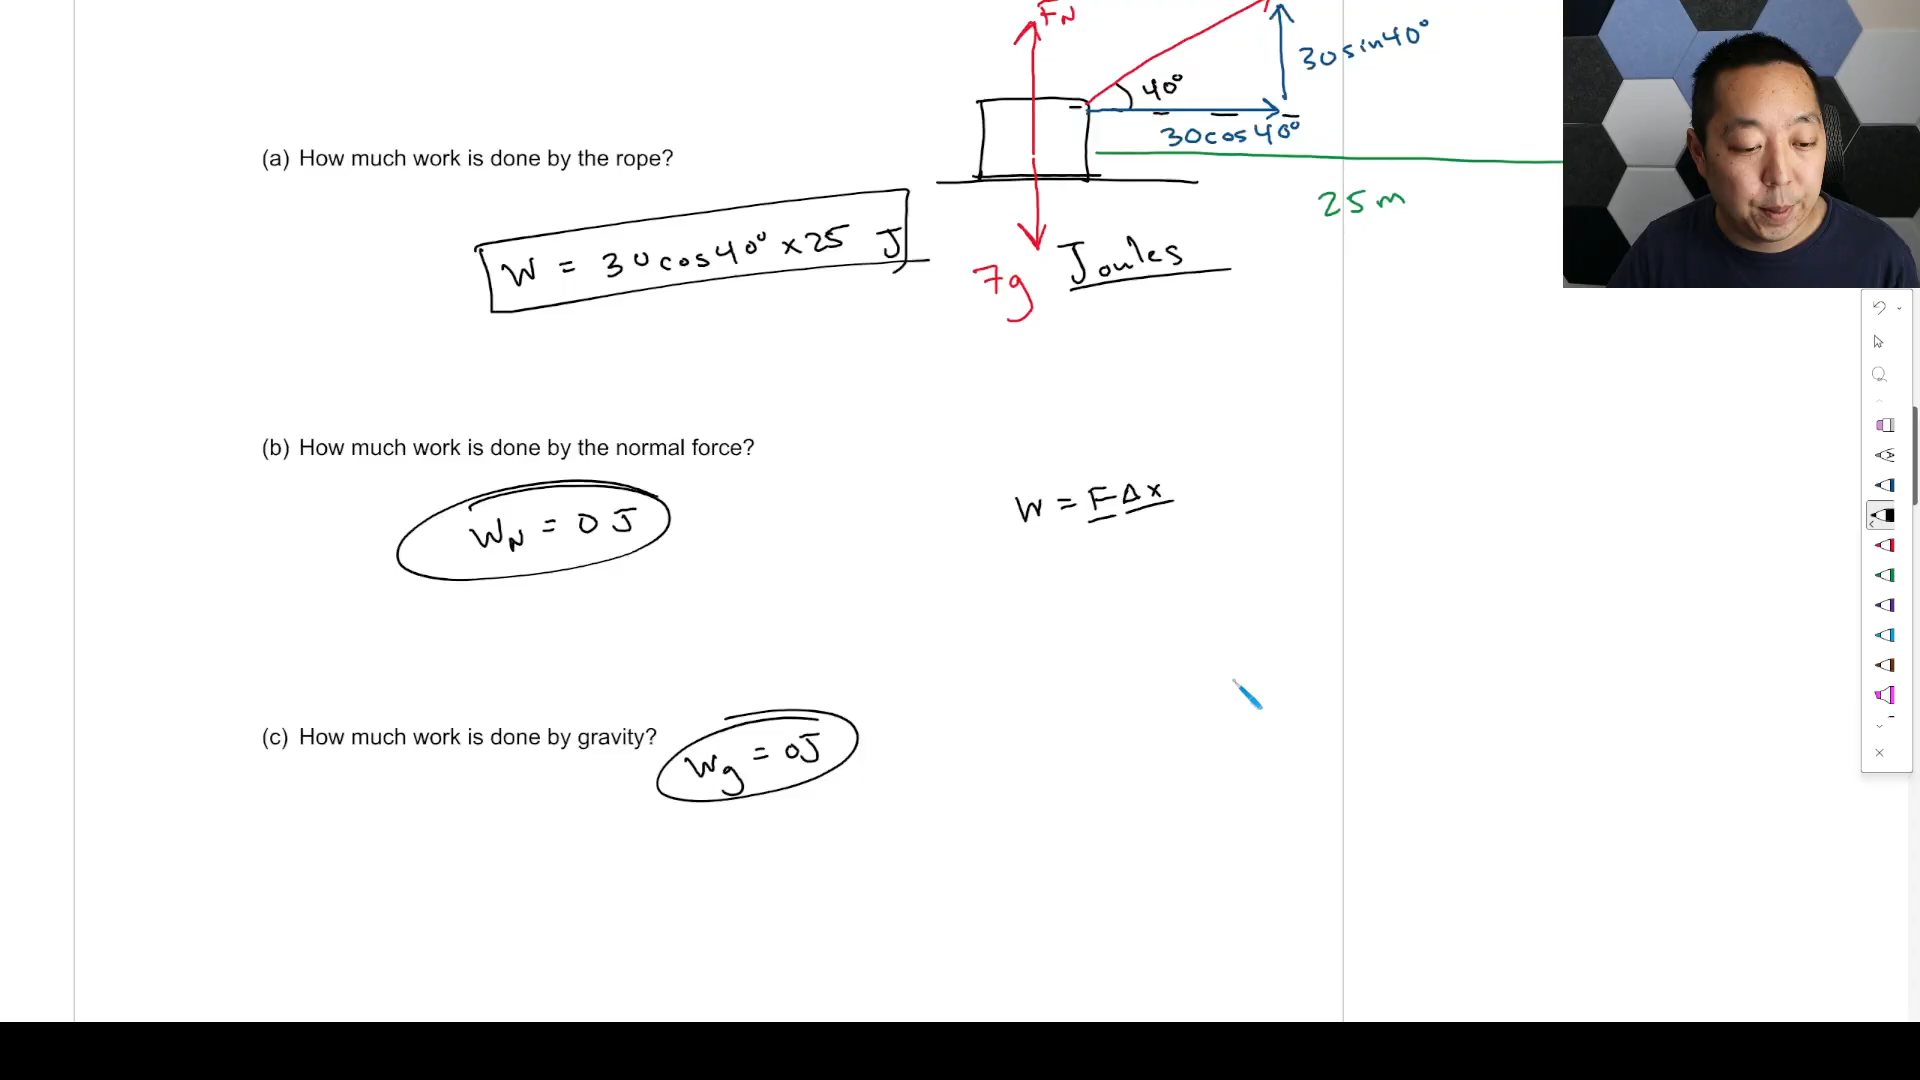 F_N
30sin40°
40°
30cos40°
(a) How much work is done by the rope?
25 m
W = 30cos40° x 25 J
7g
Joules
(b) How much work is done by the normal force?
W = F Δx
W_N = 0 J
(c) How much work is done by gravity?
W_g = 0J